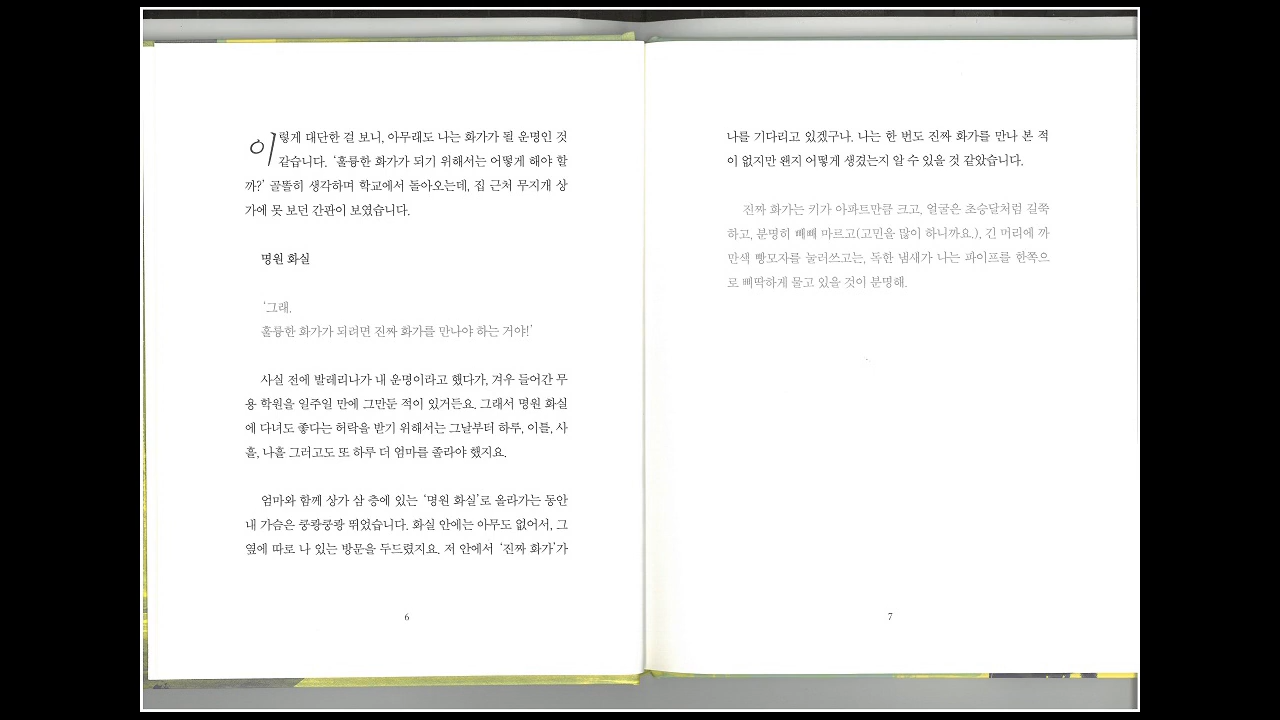 이렇게 대단한 걸 보니, 아무래도 나는 화가가 될 운명인 것
같습니다. ‘훌륭한 화가가 되기 위해서는 어떻게 해야 할
까?’ 골똘히 생각하며 학교에서 돌아오는데, 집 근처 무지개 상
가에 못 보던 간판이 보였습니다.
명원 화실
‘그래,
훌륭한 화가가 되려면 진짜 화가를 만나야 하는 거야!’
사실 전에 발레리나가 내 운명이라고 했다가, 겨우 들어간 무
용 학원을 일주일 만에 그만둔 적이 있거든요. 그래서 명원 화실
에 다녀도 좋다는 허락을 받기 위해서는 그날부터 하루, 이틀, 사
흘, 나흘 그러고도 또 하루 더 엄마를 졸라야 했지요.
엄마와 함께 상가 삼 층에 있는 ‘명원 화실’로 올라가는 동안
내 가슴은 쿵쾅쿵쾅 뛰었습니다. 화실 안에는 아무도 없어서, 그
옆에 따로 나 있는 방문을 두드렸지요. 저 안에서 ‘진짜 화가’가
6
나를 기다리고 있겠구나. 나는 한 번도 진짜 화가를 만나 본 적
이 없지만 왠지 어떻게 생겼는지 알 수 있을 것 같았습니다.
진짜 화가는 키가 아파트만큼 크고, 얼굴은 초승달처럼 길쭉
하고, 분명히 빼빼 마르고(고민을 많이 하니까요.), 긴 머리에 까
만색 빵모자를 눌러쓰고는, 독한 냄새가 나는 파이프를 한쪽으
로 삐딱하게 물고 있을 것이 분명해.
7